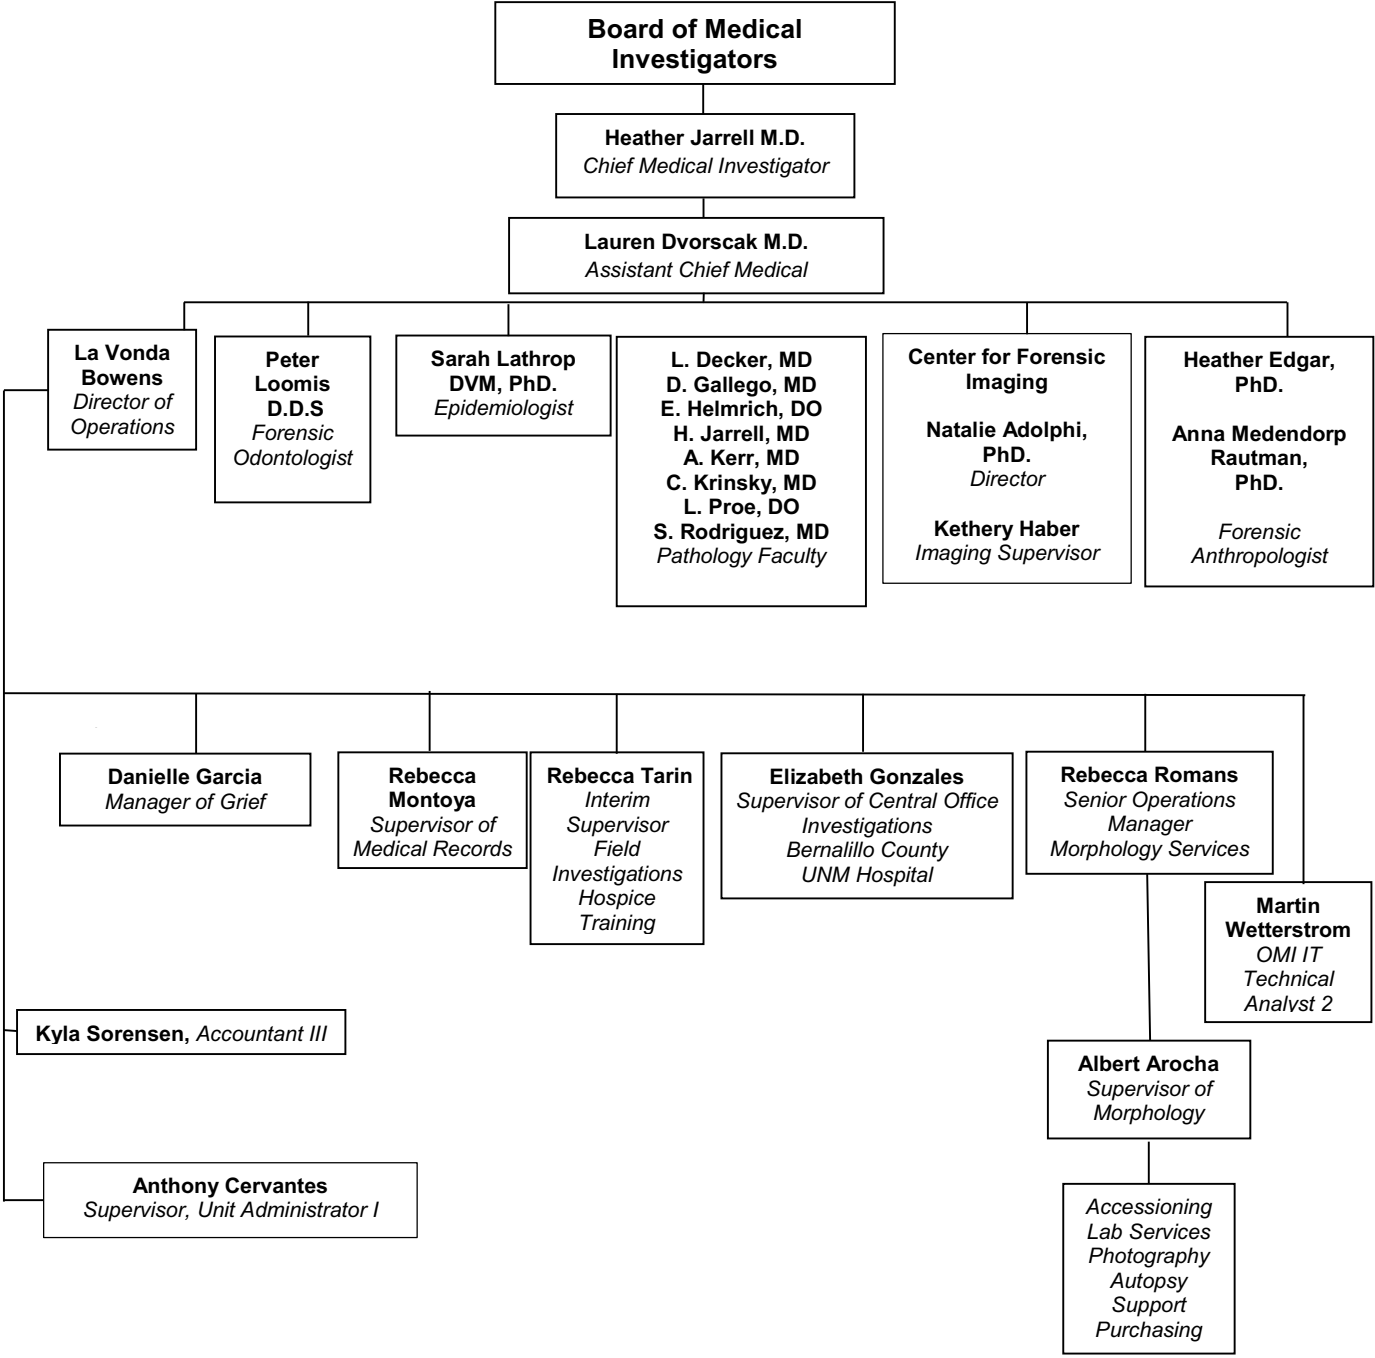 Board of Medical
Investigators
Heather Jarrell M.D.
Chief Medical Investigator
Lauren Dvorscak M.D.
Assistant Chief Medical
La Vonda
Bowens
Director of
Operations
Peter
Loomis
D.D.S
Forensic
Odontologist
Sarah Lathrop
DVM, PhD.
Epidemiologist
L. Decker, MD
D. Gallego, MD
E. Helmrich, DO
H. Jarrell, MD
A. Kerr, MD
C. Krinsky, MD
L. Proe, DO
S. Rodriguez, MD
Pathology Faculty
Center for Forensic
Imaging
Natalie Adolphi,
PhD.
Director
Kethery Haber
Imaging Supervisor
Heather Edgar,
PhD.
Anna Medendorp
Rautman,
PhD.
Forensic
Anthropologist
Danielle Garcia
Manager of Grief
Rebecca
Montoya
Supervisor of
Medical Records
Rebecca Tarin
Interim
Supervisor
Field
Investigations
Hospice
Training
Elizabeth Gonzales
Supervisor of Central Office
Investigations
Bernalillo County
UNM Hospital
Rebecca Romans
Senior Operations
Manager
Morphology Services
Martin
Wetterstrom
OMI IT
Technical
Analyst 2
Kyla Sorensen, Accountant III
Albert Arocha
Supervisor of
Morphology
Anthony Cervantes
Supervisor, Unit Administrator I
Accessioning
Lab Services
Photography
Autopsy
Support
Purchasing